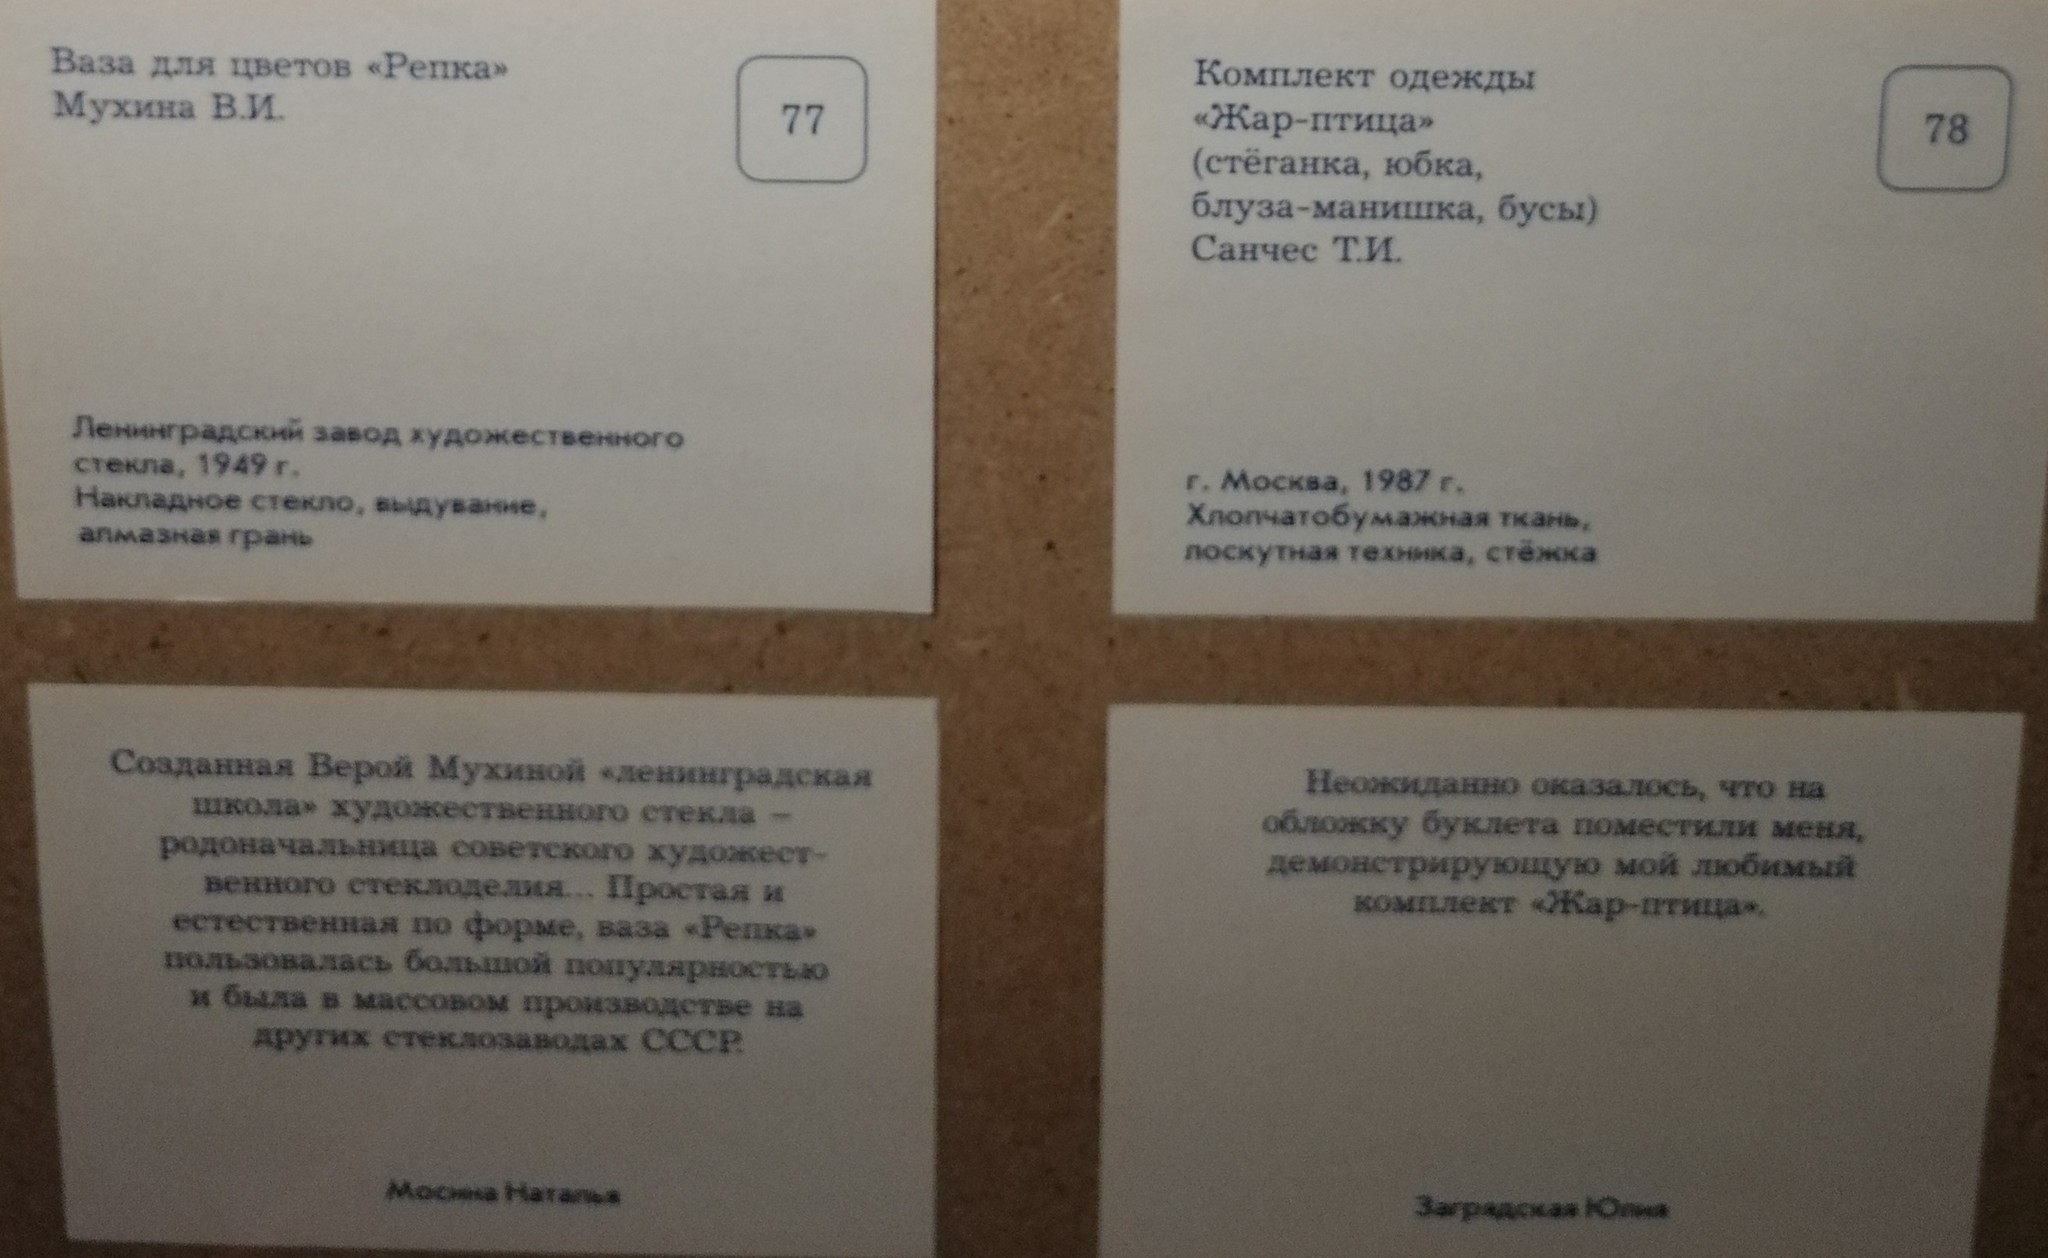 Ваза для цветов «Репка»
Мухина В.И.
77
Ленинградский завод художественного
стекла, 1949 г.
Накладное стекло, выдувание,
алмазная грань
Комплект одежды
«Жар-птица»
(стёганка, юбка,
блуза-манишка, бусы)
Санчес Т.И.
78
г. Москва, 1987 г.
Хлопчатобумажная ткань,
лоскутная техника, стёжка
Созданная Верой Мухиной «ленинградская
школа» художественного стекла –
родоначальница советского художест-
венного стеклоделия... Простая и
естественная по форме, ваза «Репка»
пользовалась большой популярностью
и была в массовом производстве на
других стеклозаводах СССР.
Мосина Наталья
Неожиданно оказалось, что на
обложку буклета поместили меня,
демонстрирующую мой любимый
комплект «Жар-птица».
Заградская Юлия